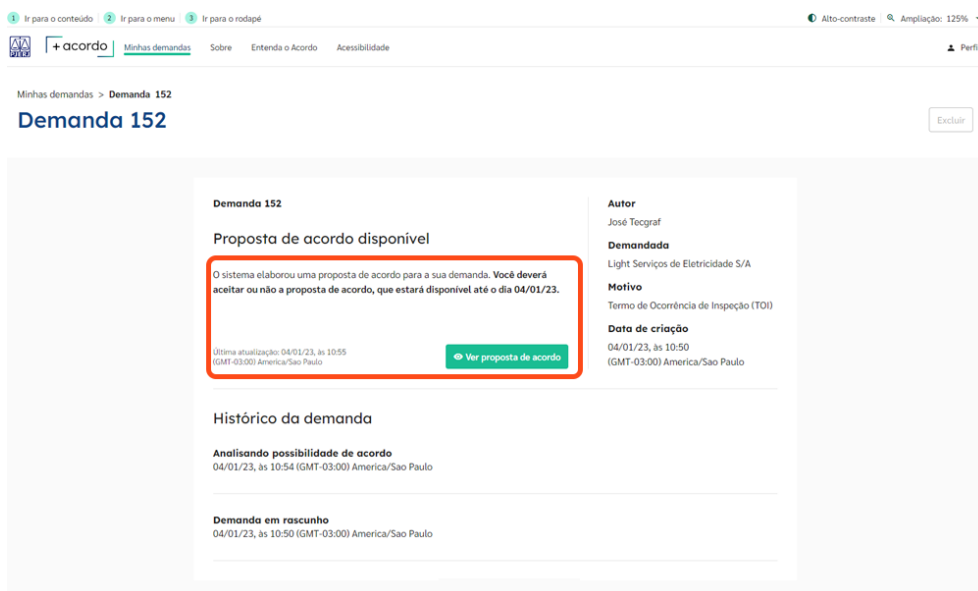 1 Ir para o conteúdo 2 Ir para o menu 3 Ir para o rodapé Alto-contraste Ampliação: 125%
PJERJ +acordo Minhas demandas Sobre Entenda o Acordo Acessibilidade Perfi
Minhas demandas > Demanda 152
Demanda 152
Excluir
Demanda 152
Proposta de acordo disponível
O sistema elaborou uma proposta de acordo para a sua demanda. Você deverá
aceitar ou não a proposta de acordo, que estará disponível até o dia 04/01/23.
Última atualização: 04/01/23, às 10:55
(GMT-03:00) America/Sao Paulo
Ver proposta de acordo
Autor
José Tecgraf
Demandada
Light Serviços de Eletricidade S/A
Motivo
Termo de Ocorrência de Inspeção (TOI)
Data de criação
04/01/23, às 10:50
(GMT-03:00) America/Sao Paulo
Histórico da demanda
Analisando possibilidade de acordo
04/01/23, às 10:54 (GMT-03:00) America/Sao Paulo
Demanda em rascunho
04/01/23, às 10:50 (GMT-03:00) America/Sao Paulo